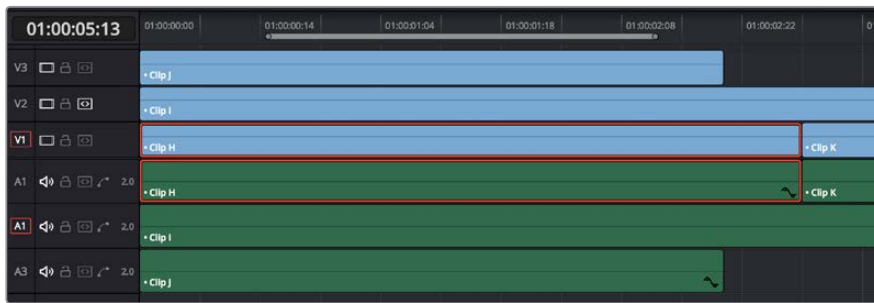 01:00:05:13
01:00:00:00 01:00:00:14 01:00:01:04 01:00:01:18 01:00:02:08 01:00:02:22 0
V3
• Clip J
V2
• Clip I
V1
• Clip H • Clip K
A1 2.0
• Clip H • Clip K
A1 2.0
• Clip I
A3 2.0
• Clip J